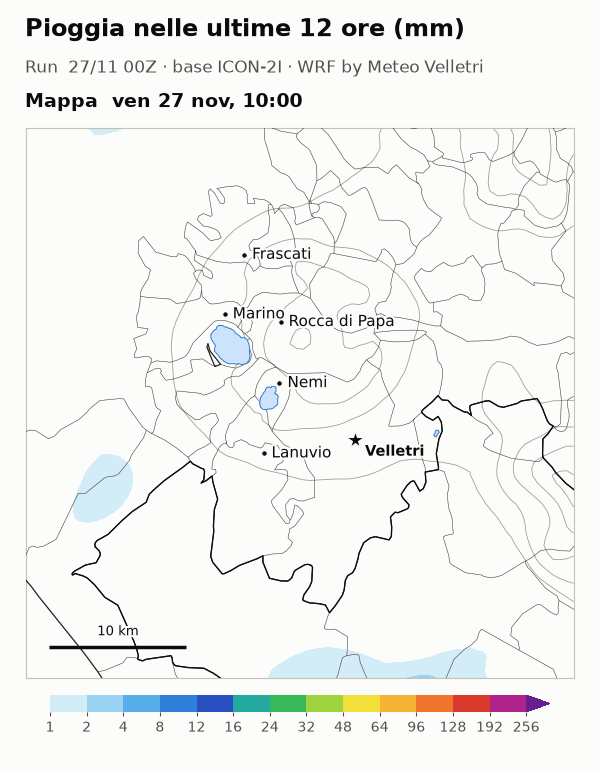 Pioggia nelle ultime 12 ore (mm)
Run  27/11 00Z · base ICON-2I · WRF by Meteo Velletri
Mappa  ven 27 nov, 10:00
Frascati
Marino
Rocca di Papa
Nemi
Velletri
Lanuvio
10 km
1 2 4 8 12 16 24 32 48 64 96 128 192 256